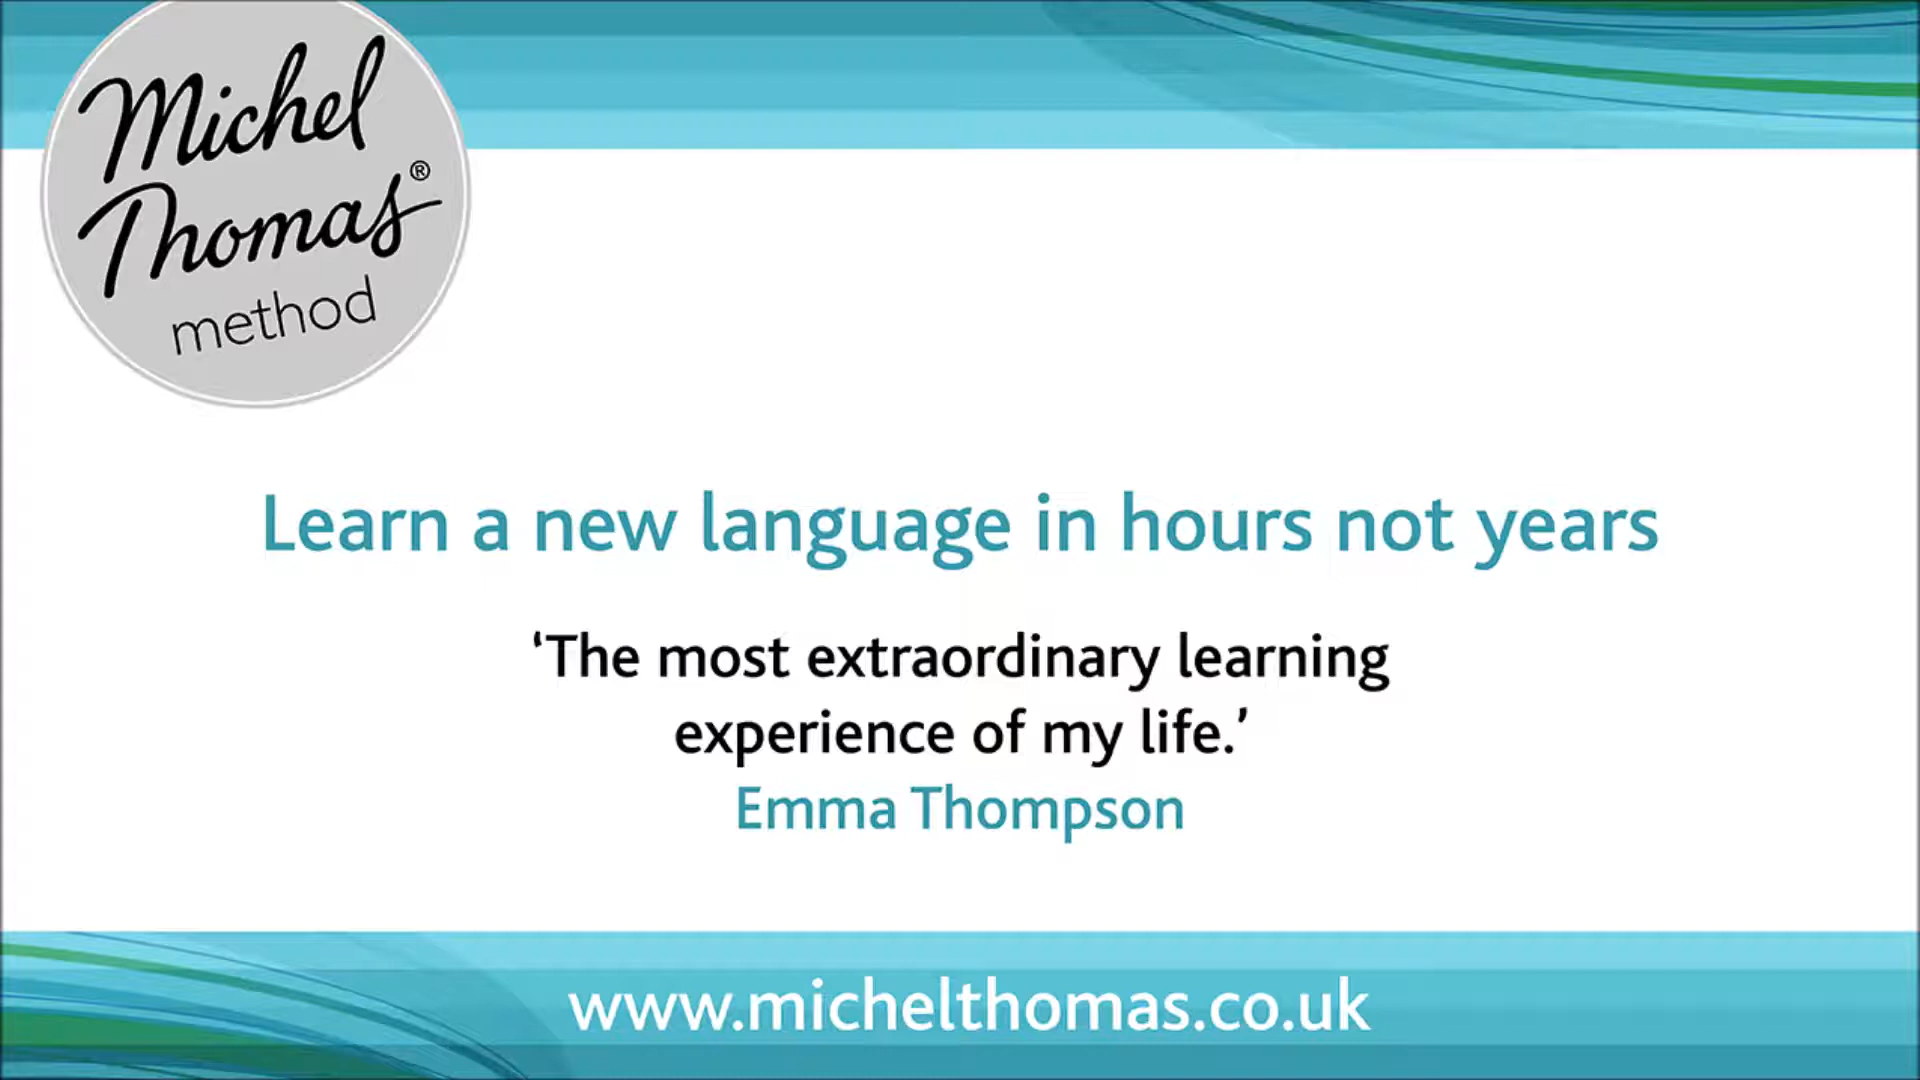 Michel
Thomas®
method
Learn a new language in hours not years
‘The most extraordinary learning
experience of my life.’
Emma Thompson
www.michelthomas.co.uk